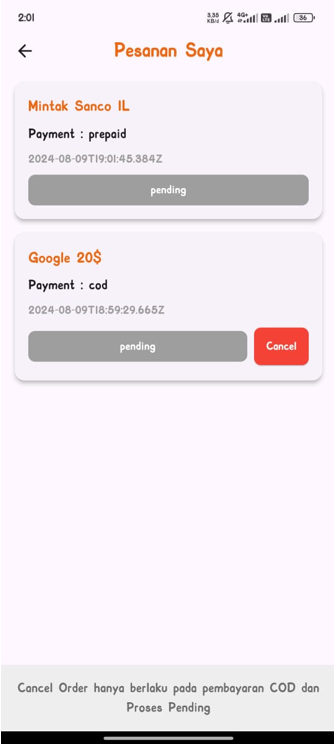 2:01
3,35 KB/s 4G+ 36
Pesanan Saya
Mintak Sanco 1L
Payment : prepaid
2024-08-09T19:01:45.384Z
pending
Google 20$
Payment : cod
2024-08-09T18:59:29.665Z
pending Cancel
Cancel Order hanya berlaku pada pembayaran COD dan
Proses Pending